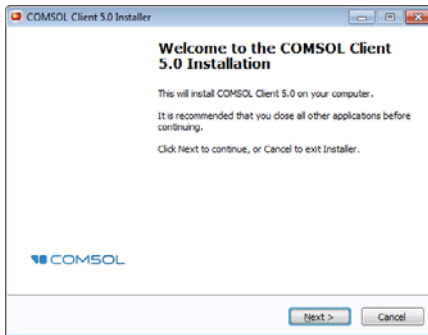 COMSOL Client 5.0 Installer
Welcome to the COMSOL Client
5.0 Installation
This will install COMSOL Client 5.0 on your computer.
It is recommended that you close all other applications before
continuing.
Click Next to continue, or Cancel to exit Installer.
COMSOL
Next >
Cancel